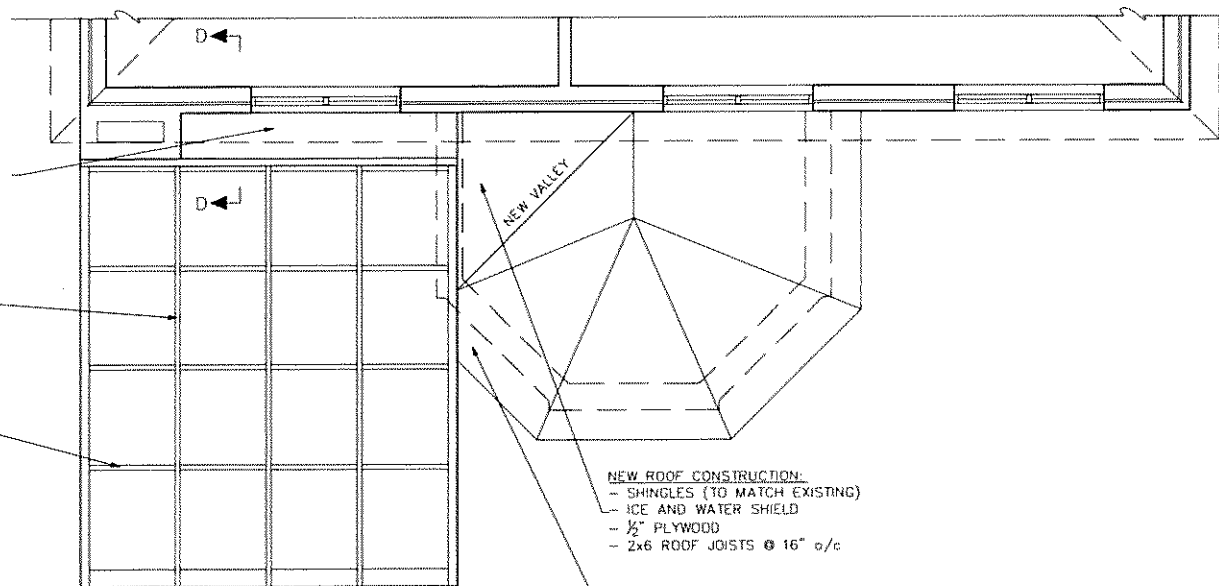 D
D
NEW VALLEY
NEW ROOF CONSTRUCTION:
- SHINGLES (TO MATCH EXISTING)
- ICE AND WATER SHIELD
- ½" PLYWOOD
- 2x6 ROOF JOISTS @ 16" o/c